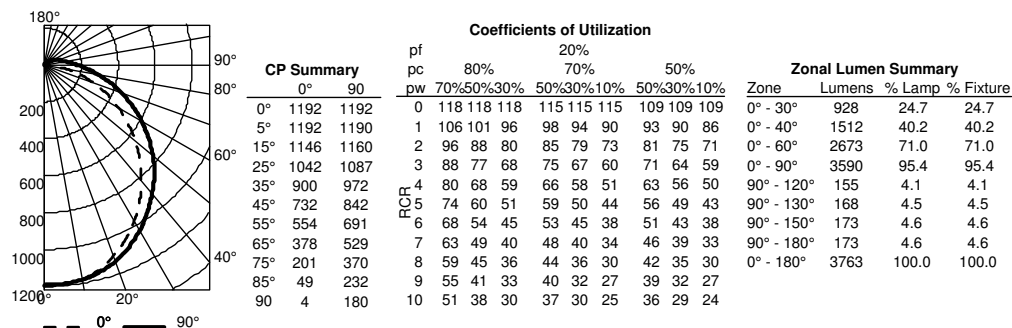 180°
90°
80°
60°
40°
20°
0°
200
400
600
800
1000
1200
0° 90°
CP Summary
0° 90
0° 1192 1192
5° 1192 1190
15° 1146 1160
25° 1042 1087
35° 900 972
45° 732 842
55° 554 691
65° 378 529
75° 201 370
85° 49 232
90 4 180
Coefficients of Utilization
pf 20%
pc 80% 70% 50%
pw 70%50%30% 50%30%10% 50%30%10%
RCR
0 118 118 118 115 115 115 109 109 109
1 106 101 96 98 94 90 93 90 86
2 96 88 80 85 79 73 81 75 71
3 88 77 68 75 67 60 71 64 59
4 80 68 59 66 58 51 63 56 50
5 74 60 51 59 50 44 56 49 43
6 68 54 45 53 45 38 51 43 38
7 63 49 40 48 40 34 46 39 33
8 59 45 36 44 36 30 42 35 30
9 55 41 33 40 32 27 39 32 27
10 51 38 30 37 30 25 36 29 24
Zonal Lumen Summary
Zone Lumens % Lamp % Fixture
0° - 30° 928 24.7 24.7
0° - 40° 1512 40.2 40.2
0° - 60° 2673 71.0 71.0
0° - 90° 3590 95.4 95.4
90° - 120° 155 4.1 4.1
90° - 130° 168 4.5 4.5
90° - 150° 173 4.6 4.6
90° - 180° 173 4.6 4.6
0° - 180° 3763 100.0 100.0